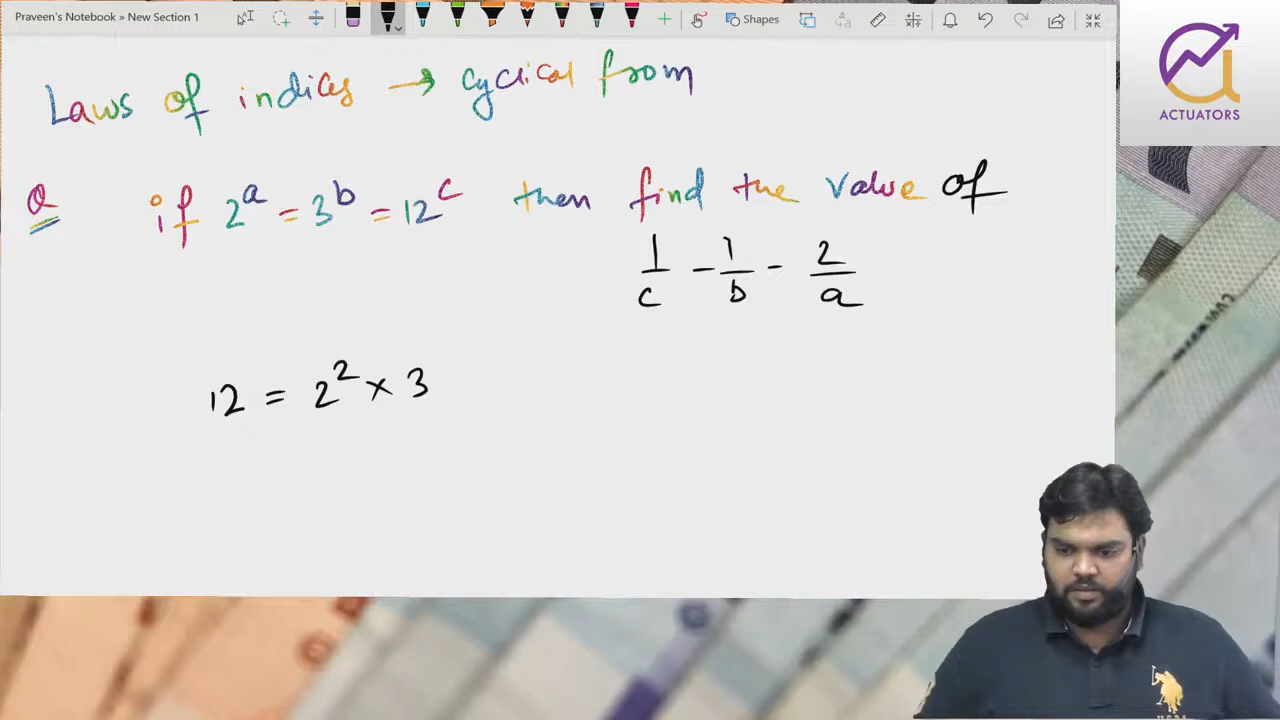 Praveen's Notebook » New Section 1
Shapes
ACTUATORS
Laws of indices → cyclical from
Q if 2^a = 3^b = 12^c then find the value of
1/c - 1/b - 2/a
12 = 2^2 × 3